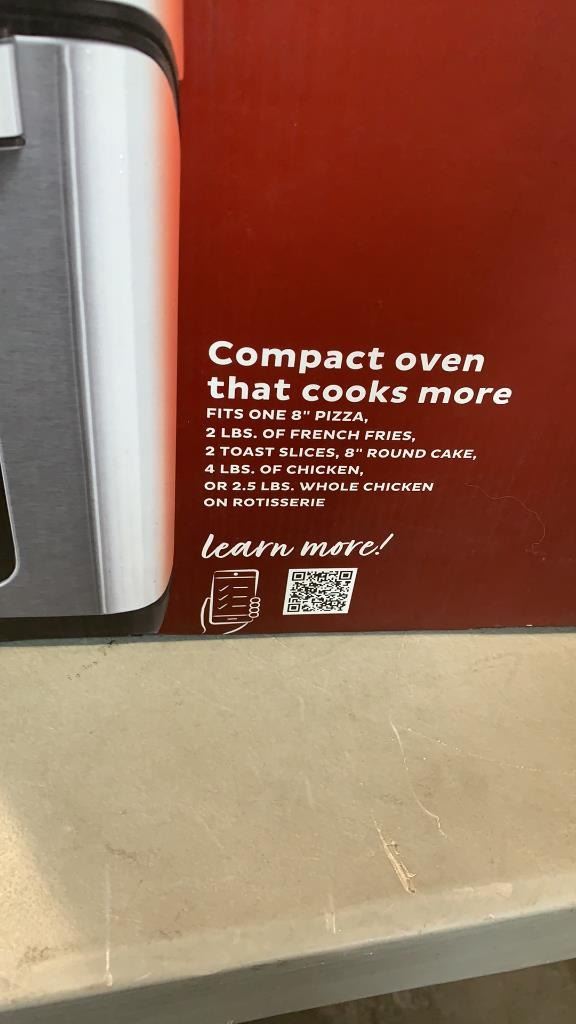 Compact oven
that cooks more
FITS ONE 8" PIZZA,
2 LBS. OF FRENCH FRIES,
2 TOAST SLICES, 8" ROUND CAKE,
4 LBS. OF CHICKEN,
OR 2.5 LBS. WHOLE CHICKEN
ON ROTISSERIE
learn more!